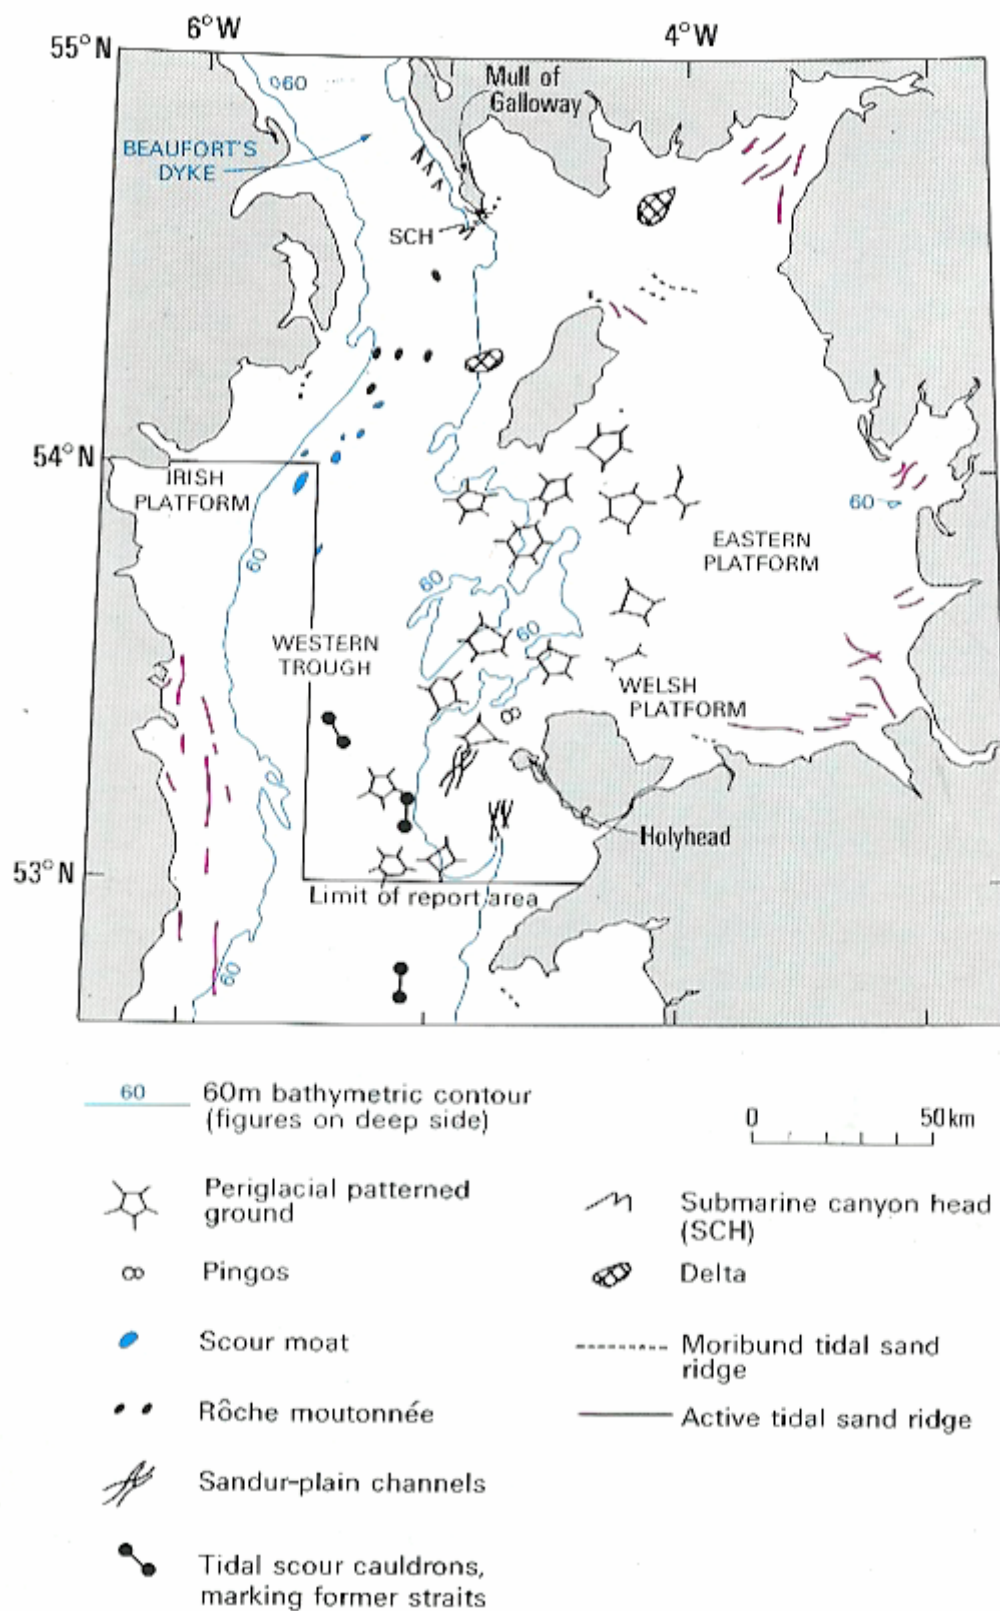 6°W
4°W
55°N
60
Mull of
Galloway
BEAUFORT'S
DYKE
SCH
54°N
IRISH
PLATFORM
60
60
EASTERN
PLATFORM
60
60
WESTERN
TROUGH
WELSH
PLATFORM
Holyhead
53°N
Limit of report area
60
60 60m bathymetric contour
(figures on deep side)
0 50km
Periglacial patterned
ground
Submarine canyon head
(SCH)
Pingos
Delta
Scour moat
Moribund tidal sand
ridge
Rôche moutonnée
Active tidal sand ridge
Sandur-plain channels
Tidal scour cauldrons,
marking former straits